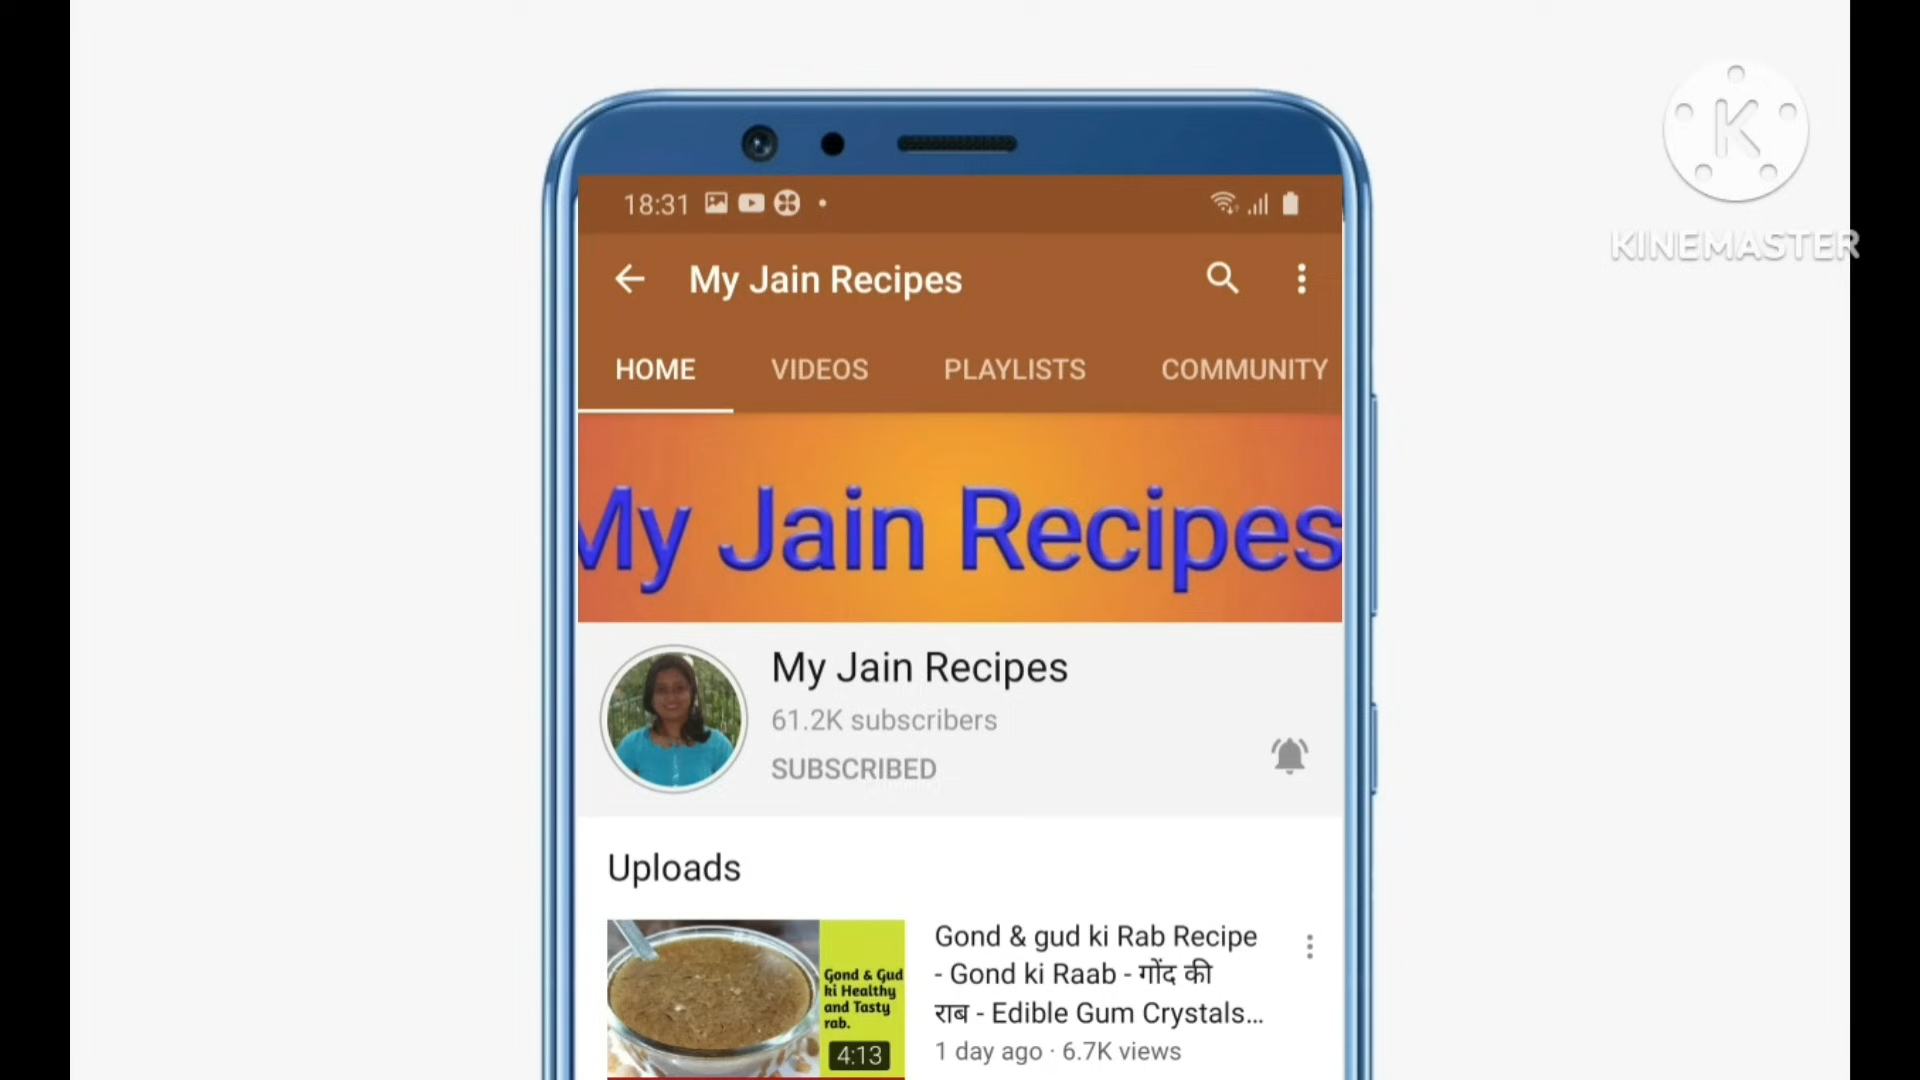 K
KINEMASTER
18:31
My Jain Recipes
HOME VIDEOS PLAYLISTS COMMUNITY
My Jain Recipes
My Jain Recipes
61.2K subscribers
SUBSCRIBED
Uploads
Gond & Gud
ki Healthy
and Tasty
rab.
4:13
Gond & gud ki Rab Recipe
- Gond ki Raab - गोंद की
राब - Edible Gum Crystals...
1 day ago · 6.7K views